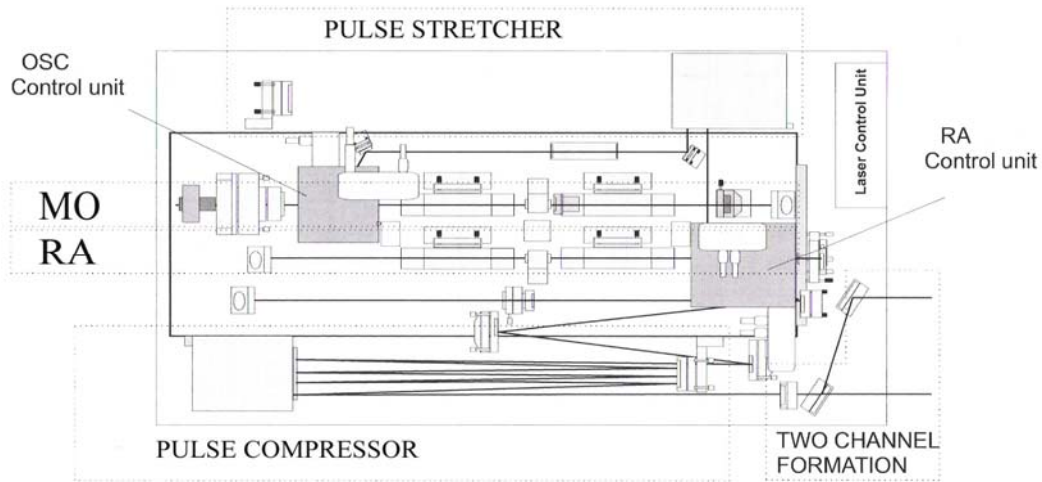 PULSE STRETCHER
OSC
Control unit
Laser Control Unit
RA
Control unit
MO
RA
PULSE COMPRESSOR
TWO CHANNEL
FORMATION